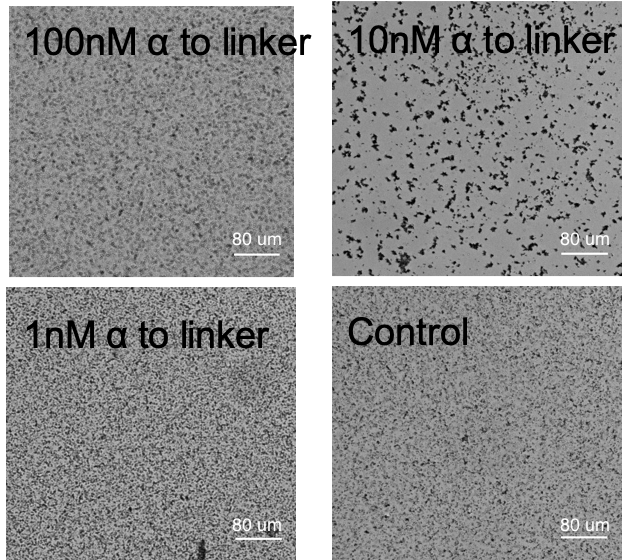 100nM α to linker
80 um
10nM α to linker
80 um
1nM α to linker
80 um
Control
80 um